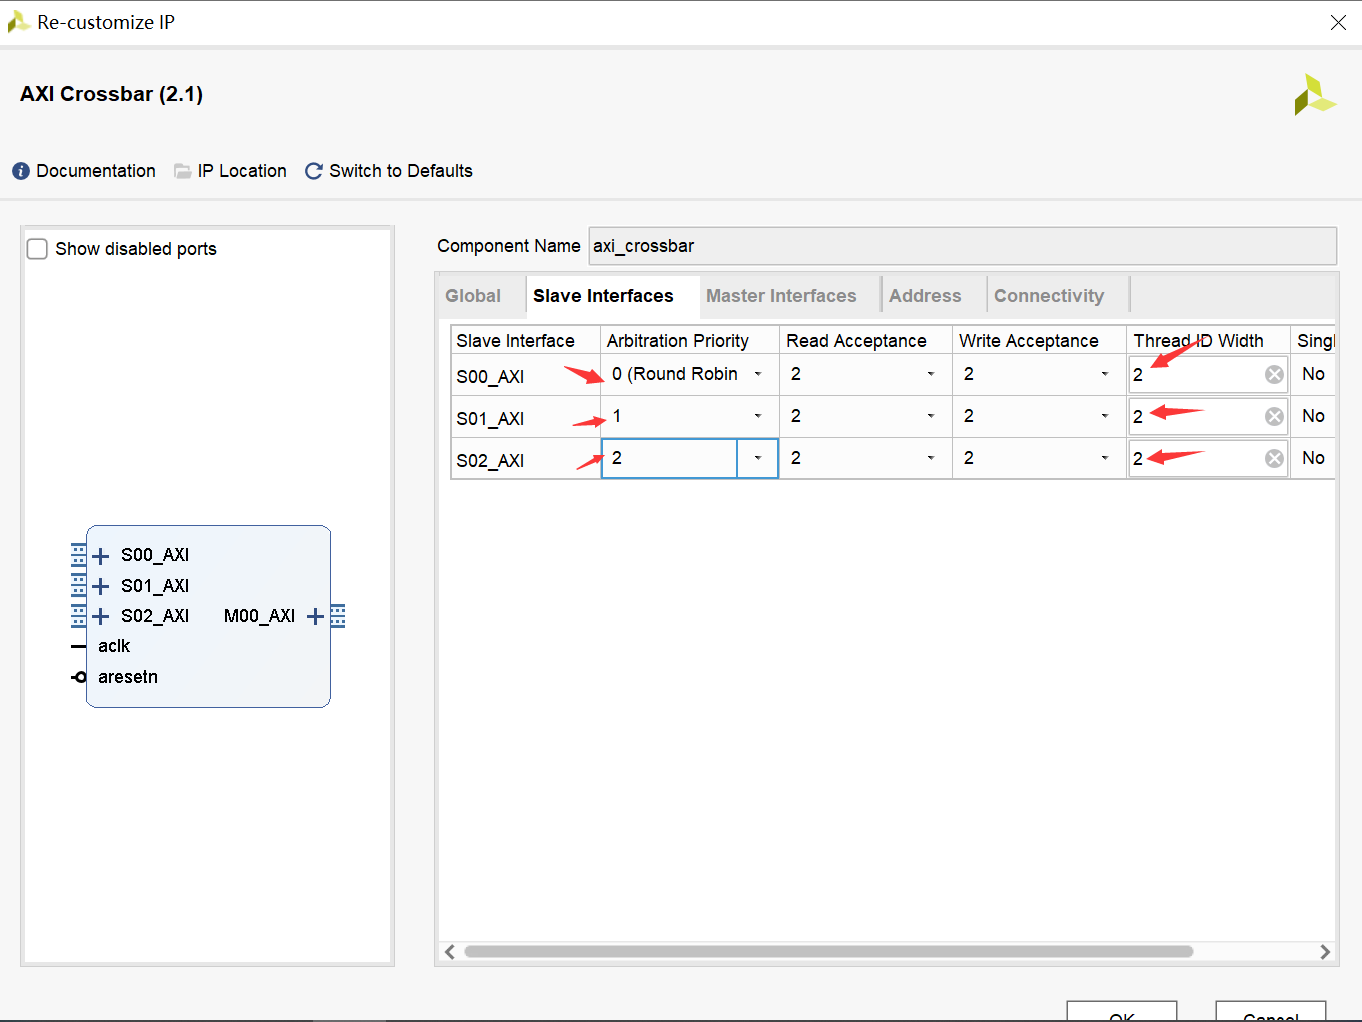 Re-customize IP
AXI Crossbar (2.1)
Documentation IP Location Switch to Defaults
Show disabled ports
S00_AXI
S01_AXI
S02_AXI M00_AXI
aclk
aresetn
Component Name axi_crossbar
Global Slave Interfaces Master Interfaces Address Connectivity
Slave Interface Arbitration Priority Read Acceptance Write Acceptance Thread ID Width Singl
S00_AXI 0 (Round Robin 2 2 2 No
S01_AXI 1 2 2 2 No
S02_AXI 2 2 2 2 No
OK Cancel